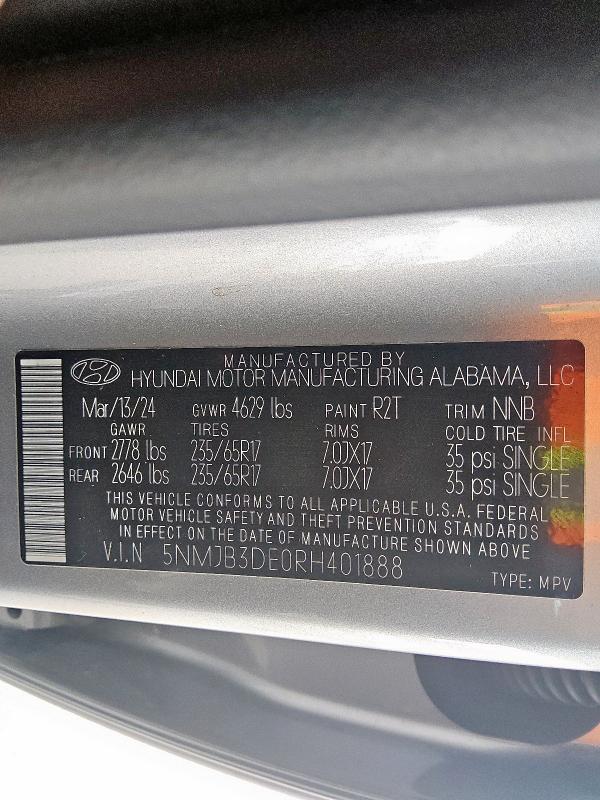 MANUFACTURED BY
HYUNDAI MOTOR MANUFACTURING ALABAMA, LLC
Mar/13/24 GVWR 4629 lbs PAINT R2T TRIM NNB
GAWR TIRES RIMS COLD TIRE INFL
FRONT 2778 lbs 235/65R17 7.0JX17 35 psi SINGLE
REAR 2646 lbs 235/65R17 7.0JX17 35 psi SINGLE
THIS VEHICLE CONFORMS TO ALL APPLICABLE U.S.A. FEDERAL
MOTOR VEHICLE SAFETY AND THEFT PREVENTION STANDARDS
IN EFFECT ON THE DATE OF MANUFACTURE SHOWN ABOVE
V.I.N 5NMJB3DE0RH401888
TYPE: MPV